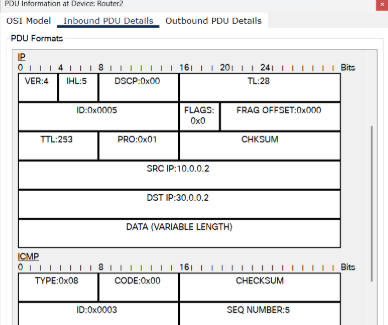 PDU Information at Device: Router2
OSI Model Inbound PDU Details Outbound PDU Details
PDU Formats
IP
0 4 8 16 20 24 Bits
VER:4 IHL:5 DSCP:0x00 TL:28
ID:0x0005 FLAGS: 0x0 FRAG OFFSET:0x000
TTL:253 PRO:0x01 CHKSUM
SRC IP:10.0.0.2
DST IP:30.0.0.2
DATA (VARIABLE LENGTH)
ICMP
0 4 8 16 Bits
TYPE:0x08 CODE:0x00 CHECKSUM
ID:0x0003 SEQ NUMBER:5